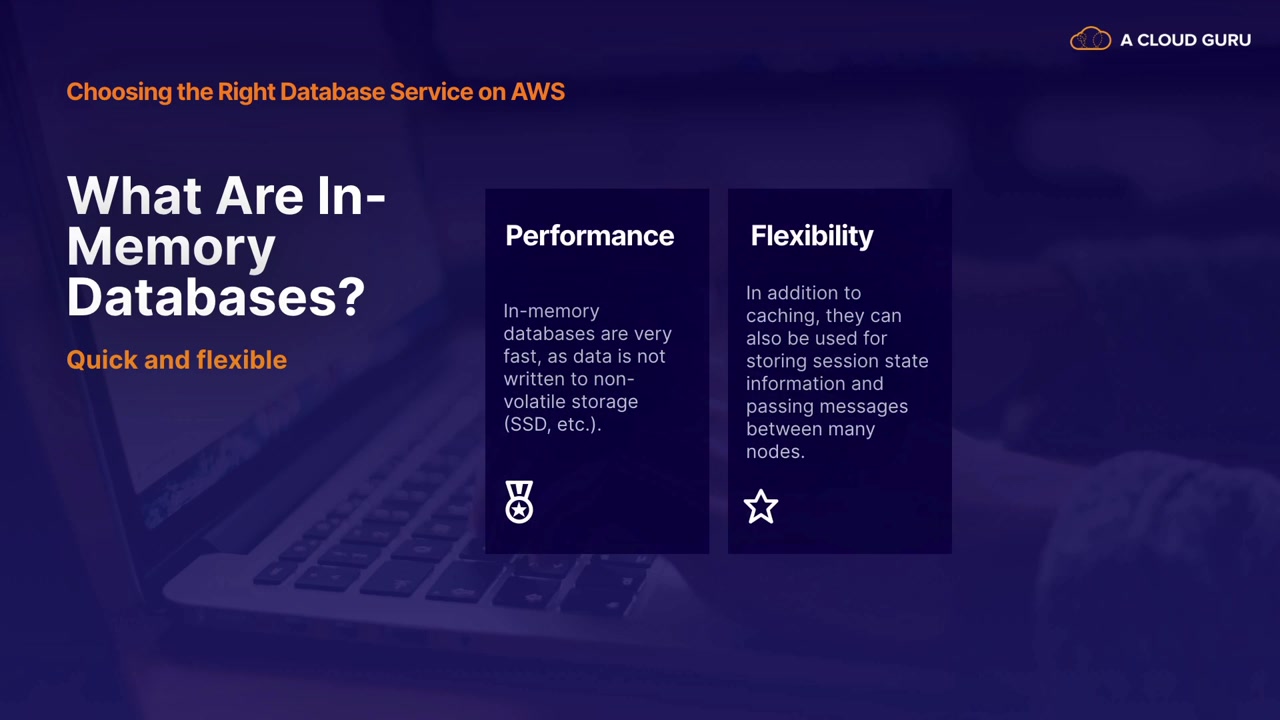 A CLOUD GURU
Choosing the Right Database Service on AWS
What Are In-
Memory
Databases?
Quick and flexible
Performance
In-memory
databases are very
fast, as data is not
written to non-
volatile storage
(SSD, etc.).
Flexibility
In addition to
caching, they can
also be used for
storing session state
information and
passing messages
between many
nodes.